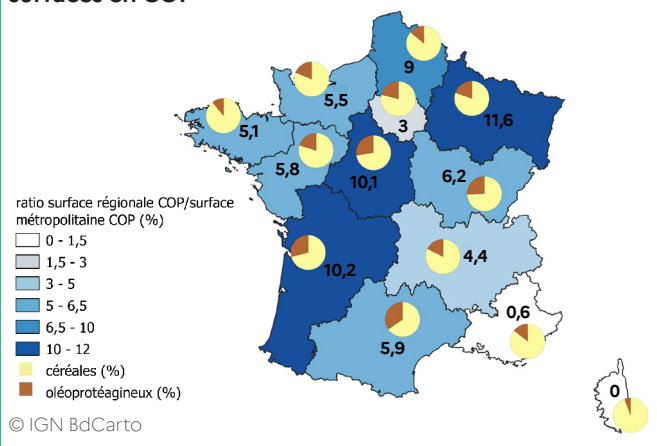 surfaces en COP
9
5,5
5,1
3
11,6
5,8
10,1
6,2
ratio surface régionale COP/surface
métropolitaine COP (%)
0 - 1,5
1,5 - 3
3 - 5
5 - 6,5
6,5 - 10
10 - 12
céréales (%)
oléoprotéagineux (%)
10,2
4,4
0,6
5,9
0
© IGN BdCarto